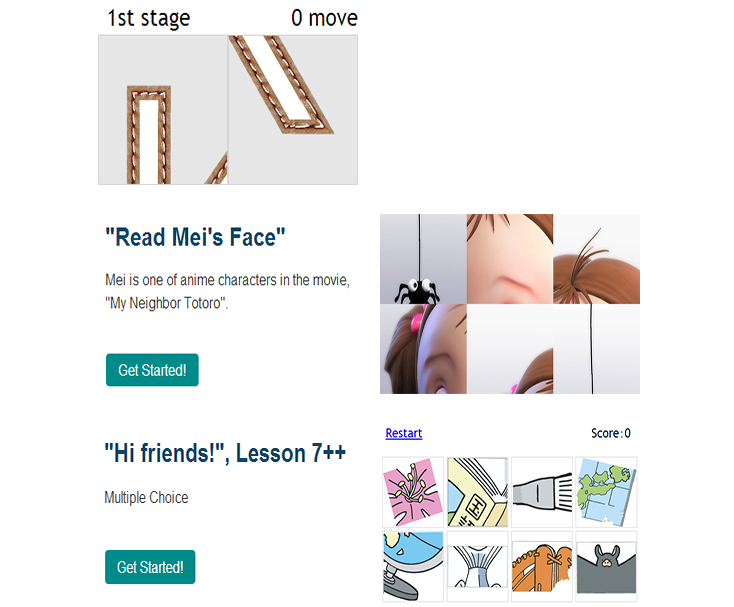 1st stage 0 move
"Read Mei's Face"
Mei is one of anime characters in the movie,
"My Neighbor Totoro".
Get Started!
Restart Score:0
"Hi friends!", Lesson 7++
Multiple Choice
Get Started!